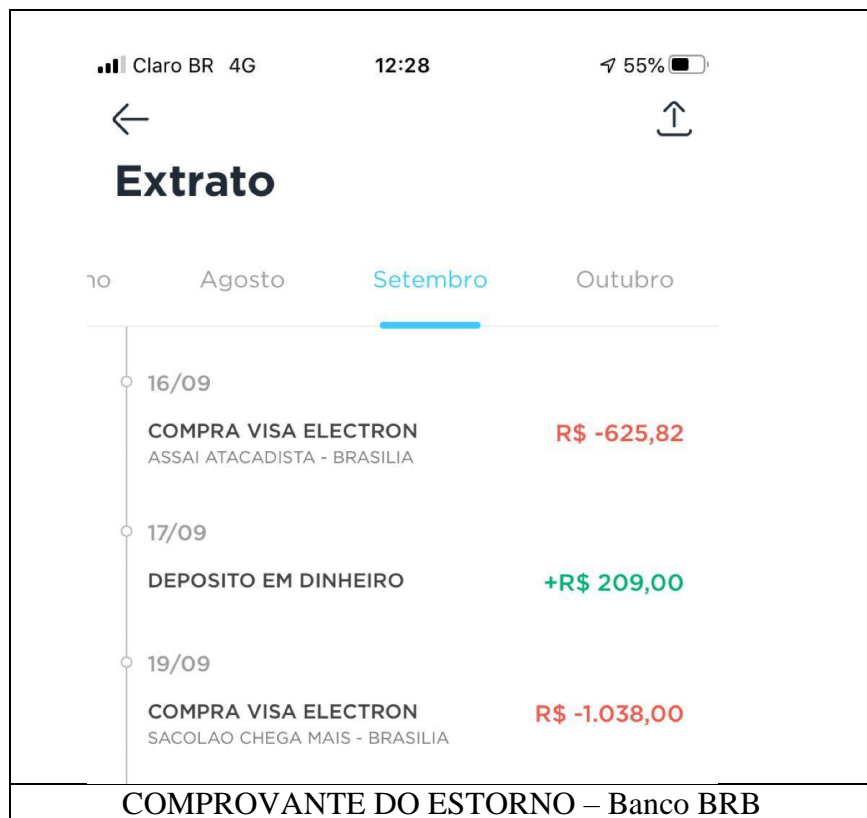 Claro BR 4G 12:28 55%
Extrato
no Agosto Setembro Outubro
16/09
COMPRA VISA ELECTRON R$ -625,82
ASSAI ATACADISTA - BRASILIA
17/09
DEPOSITO EM DINHEIRO +R$ 209,00
19/09
COMPRA VISA ELECTRON R$ -1.038,00
SACOLAO CHEGA MAIS - BRASILIA
COMPROVANTE DO ESTORNO – Banco BRB